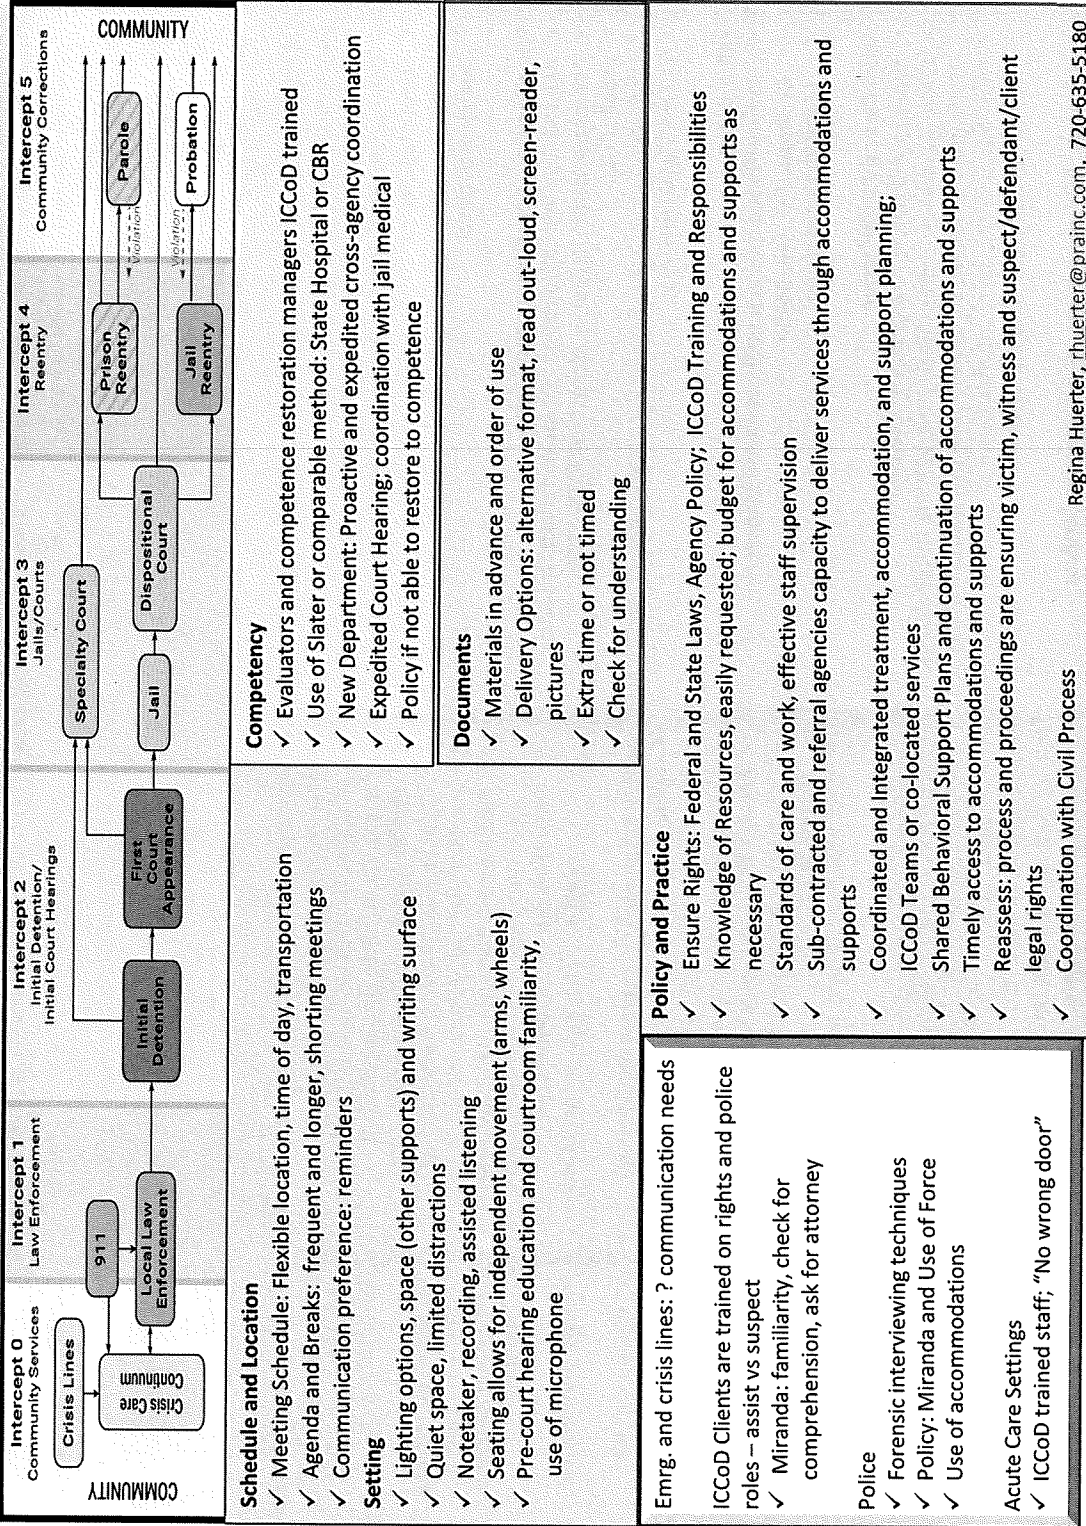 COMMUNITY
Intercept 0
Community Services
Crisis Lines
Crisis Care
Continuum
Intercept 1
Law Enforcement
911
Local Law
Enforcement
Intercept 2
Initial Detention/
Initial Court Hearings
Initial
Detention
First
Court
Appearance
Intercept 3
Jails/Courts
Specialty Court
Jail
Dispositional
Court
Intercept 4
Reentry
Prison
Reentry
Jail
Reentry
Intercept 5
Community Corrections
Parole
Violation
Probation
Violation
COMMUNITY
Schedule and Location
✓ Meeting Schedule: Flexible location, time of day, transportation
✓ Agenda and Breaks: frequent and longer, shorting meetings
✓ Communication preference: reminders
Setting
✓ Lighting options, space (other supports) and writing surface
✓ Quiet space, limited distractions
✓ Notetaker, recording, assisted listening
✓ Seating allows for independent movement (arms, wheels)
✓ Pre-court hearing education and courtroom familiarity,
use of microphone
Competency
✓ Evaluators and competence restoration managers ICCoD trained
✓ Use of Slater or comparable method: State Hospital or CBR
✓ New Department: Proactive and expedited cross-agency coordination
✓ Expedited Court Hearing; coordination with jail medical
✓ Policy if not able to restore to competence
Documents
✓ Materials in advance and order of use
✓ Delivery Options: alternative format, read out-loud, screen-reader,
pictures
✓ Extra time or not timed
✓ Check for understanding
Emrg. and crisis lines: ? communication needs
ICCoD Clients are trained on rights and police
roles – assist vs suspect
✓ Miranda: familiarity, check for
comprehension, ask for attorney
Police
✓ Forensic interviewing techniques
✓ Policy: Miranda and Use of Force
✓ Use of accommodations
Acute Care Settings
✓ ICCoD trained staff; "No wrong door"
Policy and Practice
✓ Ensure Rights: Federal and State Laws, Agency Policy; ICCoD Training and Responsibilities
✓ Knowledge of Resources, easily requested; budget for accommodations and supports as
necessary
✓ Standards of care and work, effective staff supervision
✓ Sub-contracted and referral agencies capacity to deliver services through accommodations and
supports
✓ Coordinated and Integrated treatment, accommodation, and support planning;
ICCoD Teams or co-located services
✓ Shared Behavioral Support Plans and continuation of accommodations and supports
✓ Timely access to accommodations and supports
✓ Reassess: process and proceedings are ensuring victim, witness and suspect/defendant/client
legal rights
✓ Coordination with Civil Process
Regina Huerter, rhuerter@prainc.com, 720-635-5180